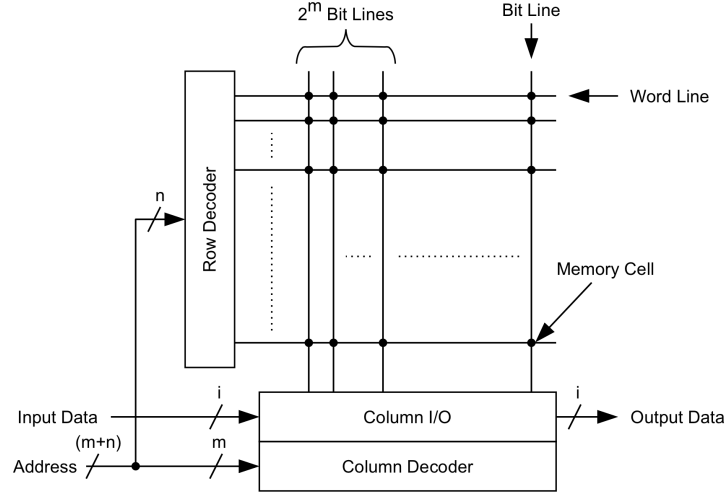 2^m Bit Lines
Bit Line
Word Line
n
Row Decoder
Memory Cell
Input Data
i
Column I/O
i
Output Data
Address
(m+n)
m
Column Decoder